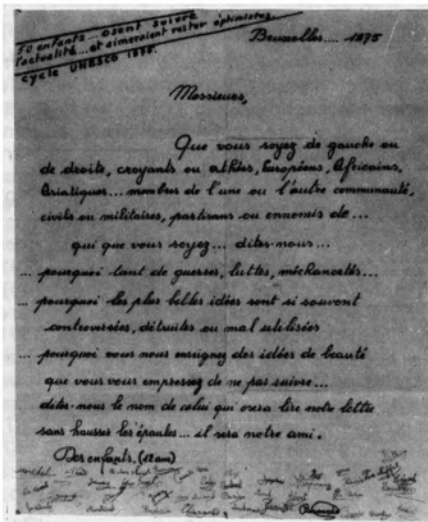 50 enfants... osent suivre
l'actualité... et aimeraient rester optimistes.
cycle UNESCO 1875.
Bruxelles.... 1875
Messieurs,
Que vous soyez de gauche ou
de droite, croyants ou athées, Européens, Africains,
Asiatiques... membres de l'une ou l'autre communauté,
civils ou militaires, partisans ou ennemis de...
qui que vous soyez... dites-nous...
... pourquoi tant de guerres, luttes, méchancetés...
... pourquoi les plus belles idées sont si souvent
controversées, détruites ou mal utilisées
... pourquoi vous nous enseignez des idées de beauté
que vous vous empressez de ne pas suivre...
dites-nous le nom de celui qui osera lire notre lettre
sans hausser les épaules... il sera notre ami.
Des enfants. (12 ans)